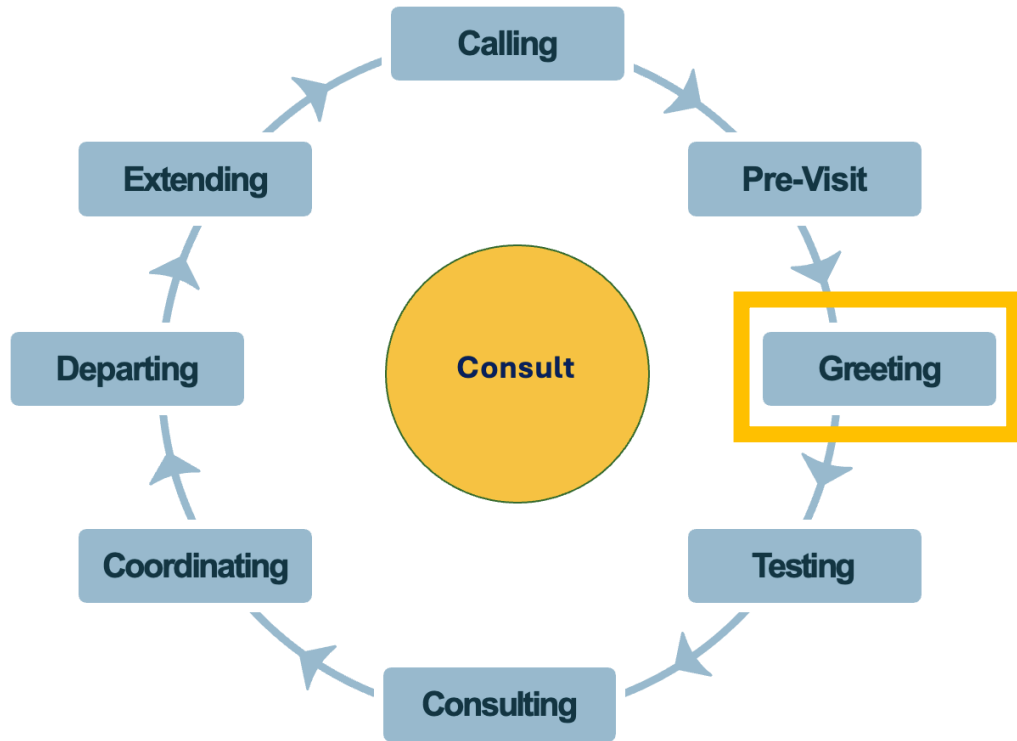 Calling
Pre-Visit
Greeting
Testing
Consulting
Coordinating
Departing
Extending
Consult